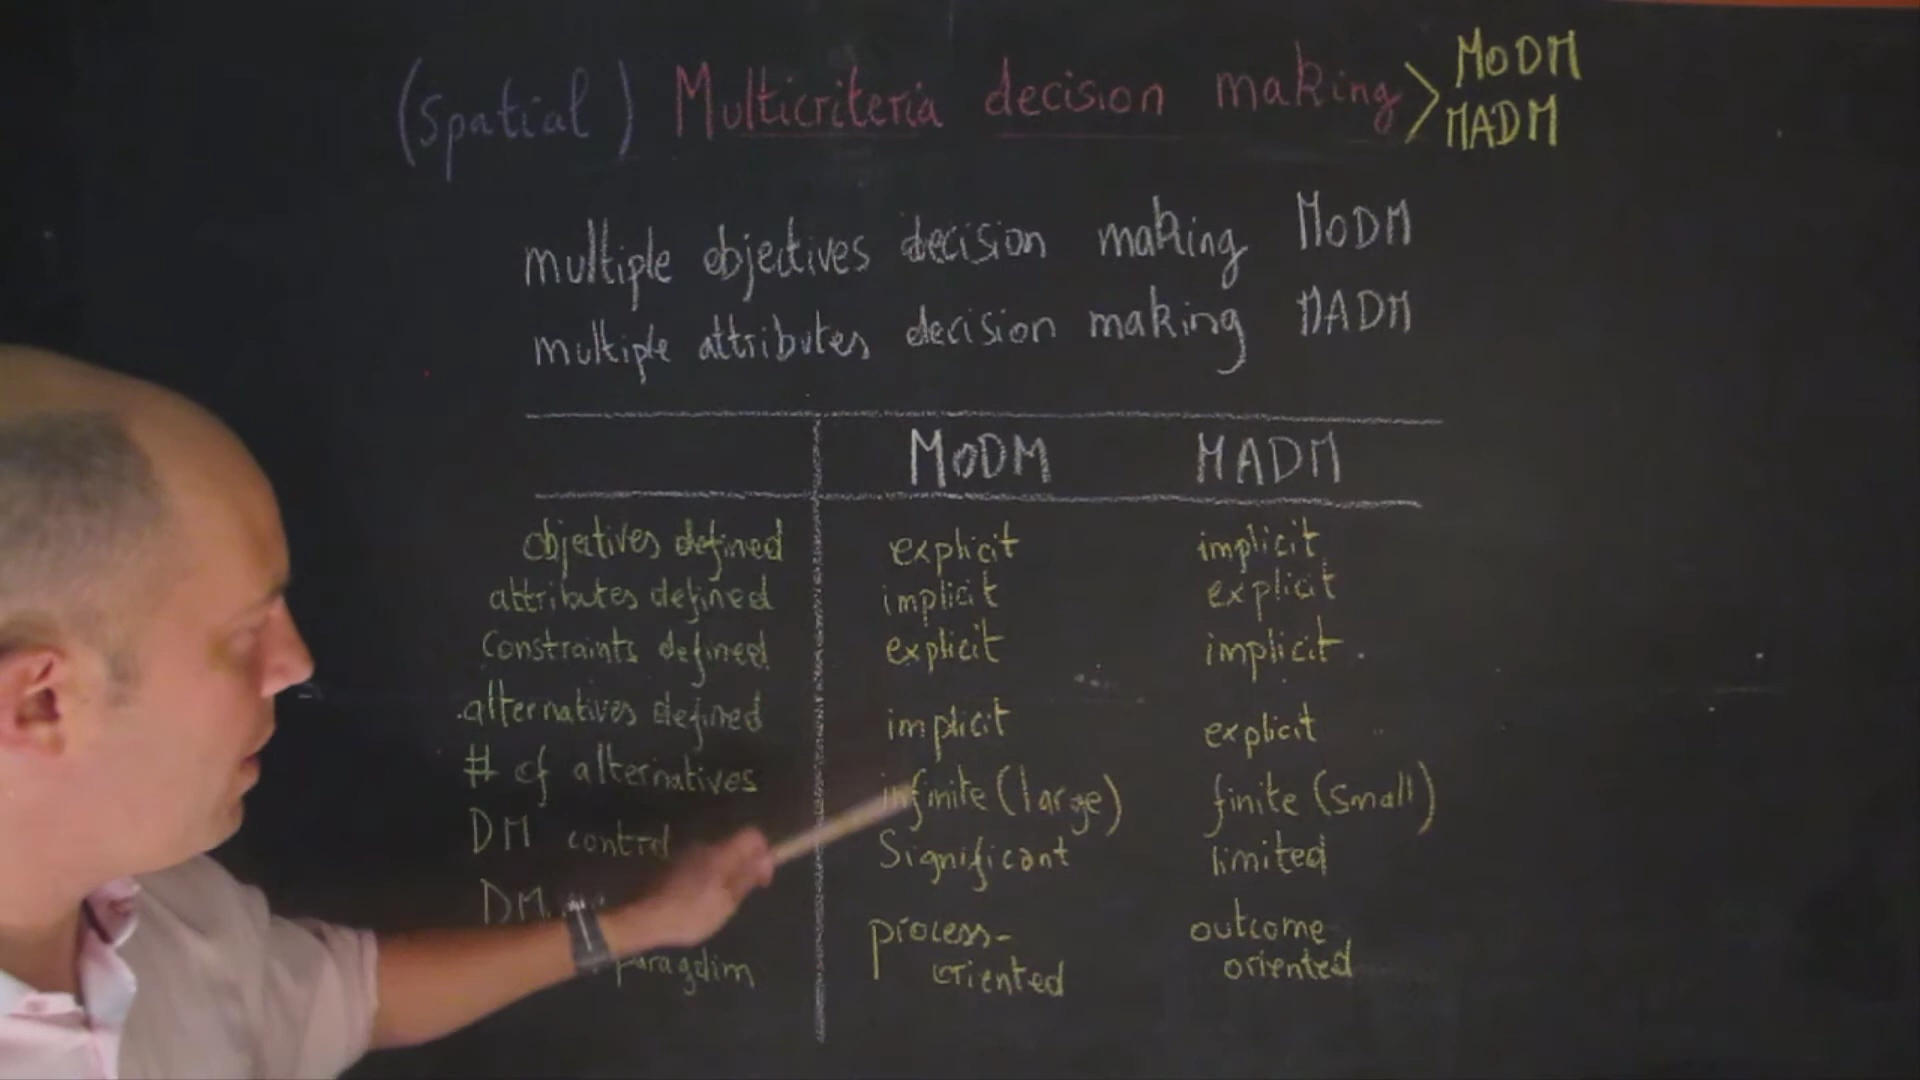 (Spatial) Multicriteria decision making > MODM
MADM
multiple objectives decision making MODM
multiple attributes decision making MADM
MODM MADM
objectives defined explicit implicit
attributes defined implicit explicit
constraints defined explicit implicit
alternatives defined implicit explicit
# of alternatives infinite (large) finite (small)
DM control Significant limited
DM process- outcome
paragdim oriented oriented